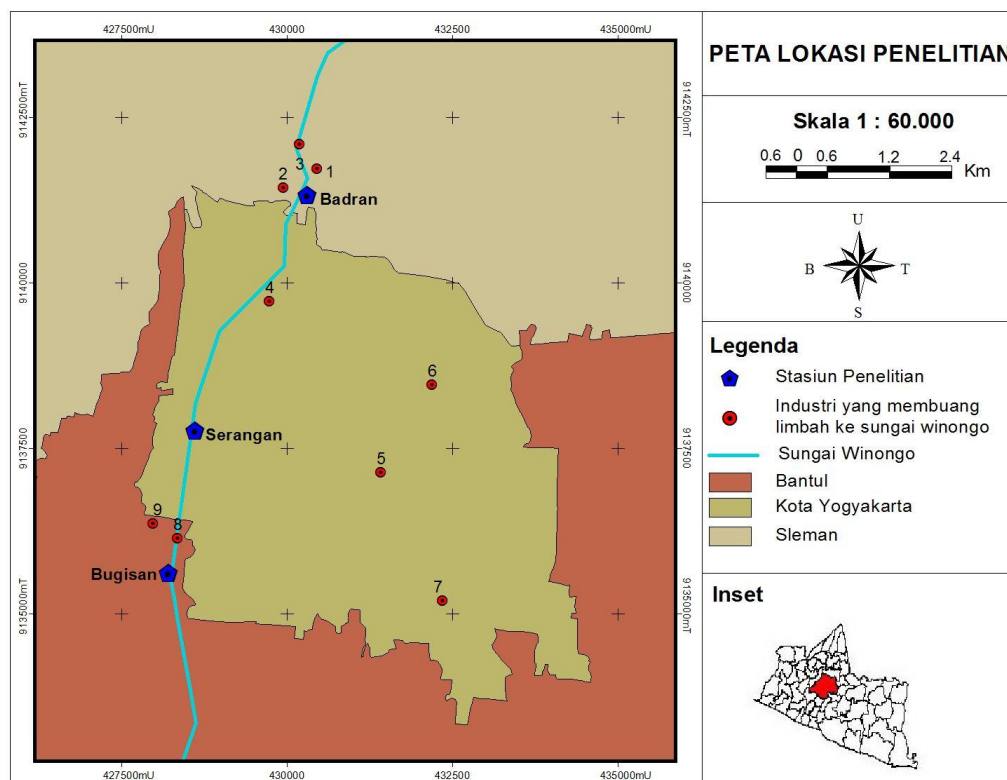 427500mU 430000 432500 435000
9142500mT
9140000
9137500
9135000mT
9142500mT
9140000
9137500
9135000mT
3
1
2
Badran
4
6
Serangan
5
9
8
Bugisan
7
427500mU 430000 432500 435000
PETA LOKASI PENELITIAN
Skala 1 : 60.000
0.6 0 0.6 1.2 2.4
Km
U
B T
S
Legenda
Stasiun Penelitian
Industri yang membuang
limbah ke sungai winongo
Sungai Winongo
Bantul
Kota Yogyakarta
Sleman
Inset